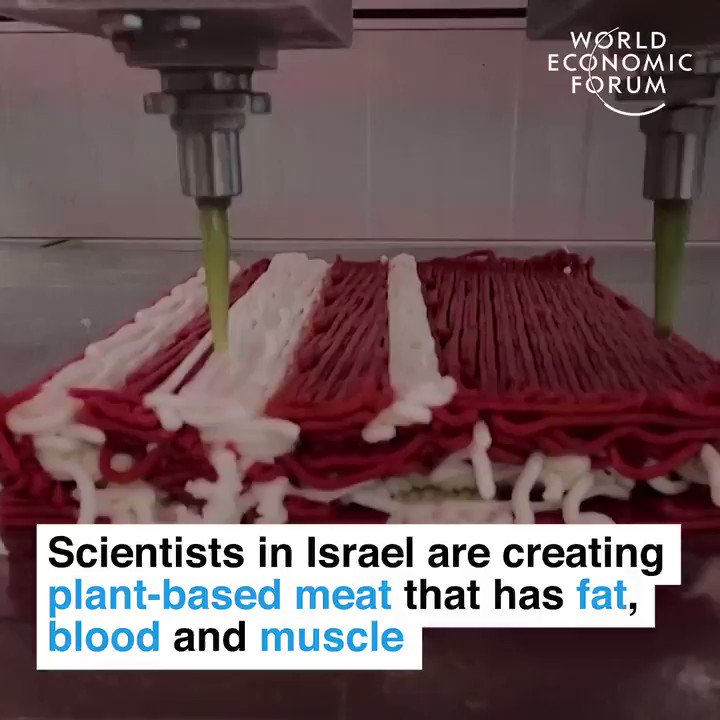 WORLD
ECONOMIC
FORUM
Scientists in Israel are creating
plant-based meat that has fat,
blood and muscle